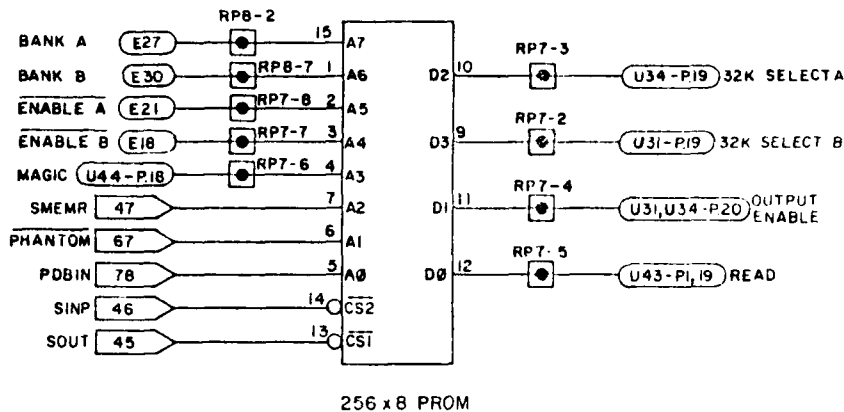 RP8-2
BANK A E27 15 A7
BANK B E30 RP8-7 1 A6
ENABLE A E21 RP7-8 2 A5
ENABLE B E18 RP7-7 3 A4
MAGIC U44-P.18 RP7-6 4 A3
SMEMR 47 7 A2
PHANTOM 67 6 A1
PDBIN 78 5 AØ
SINP 46 14 CS2
SOUT 45 13 CS1
RP7-3
D2 10 U34-P.19 32K SELECT A
RP7-2
D3 9 U31-P.19 32K SELECT B
RP7-4
D1 11 U31,U34-P.20 OUTPUT
ENABLE
RP7-5
DØ 12 U43-P1,19 READ
256 x 8 PROM